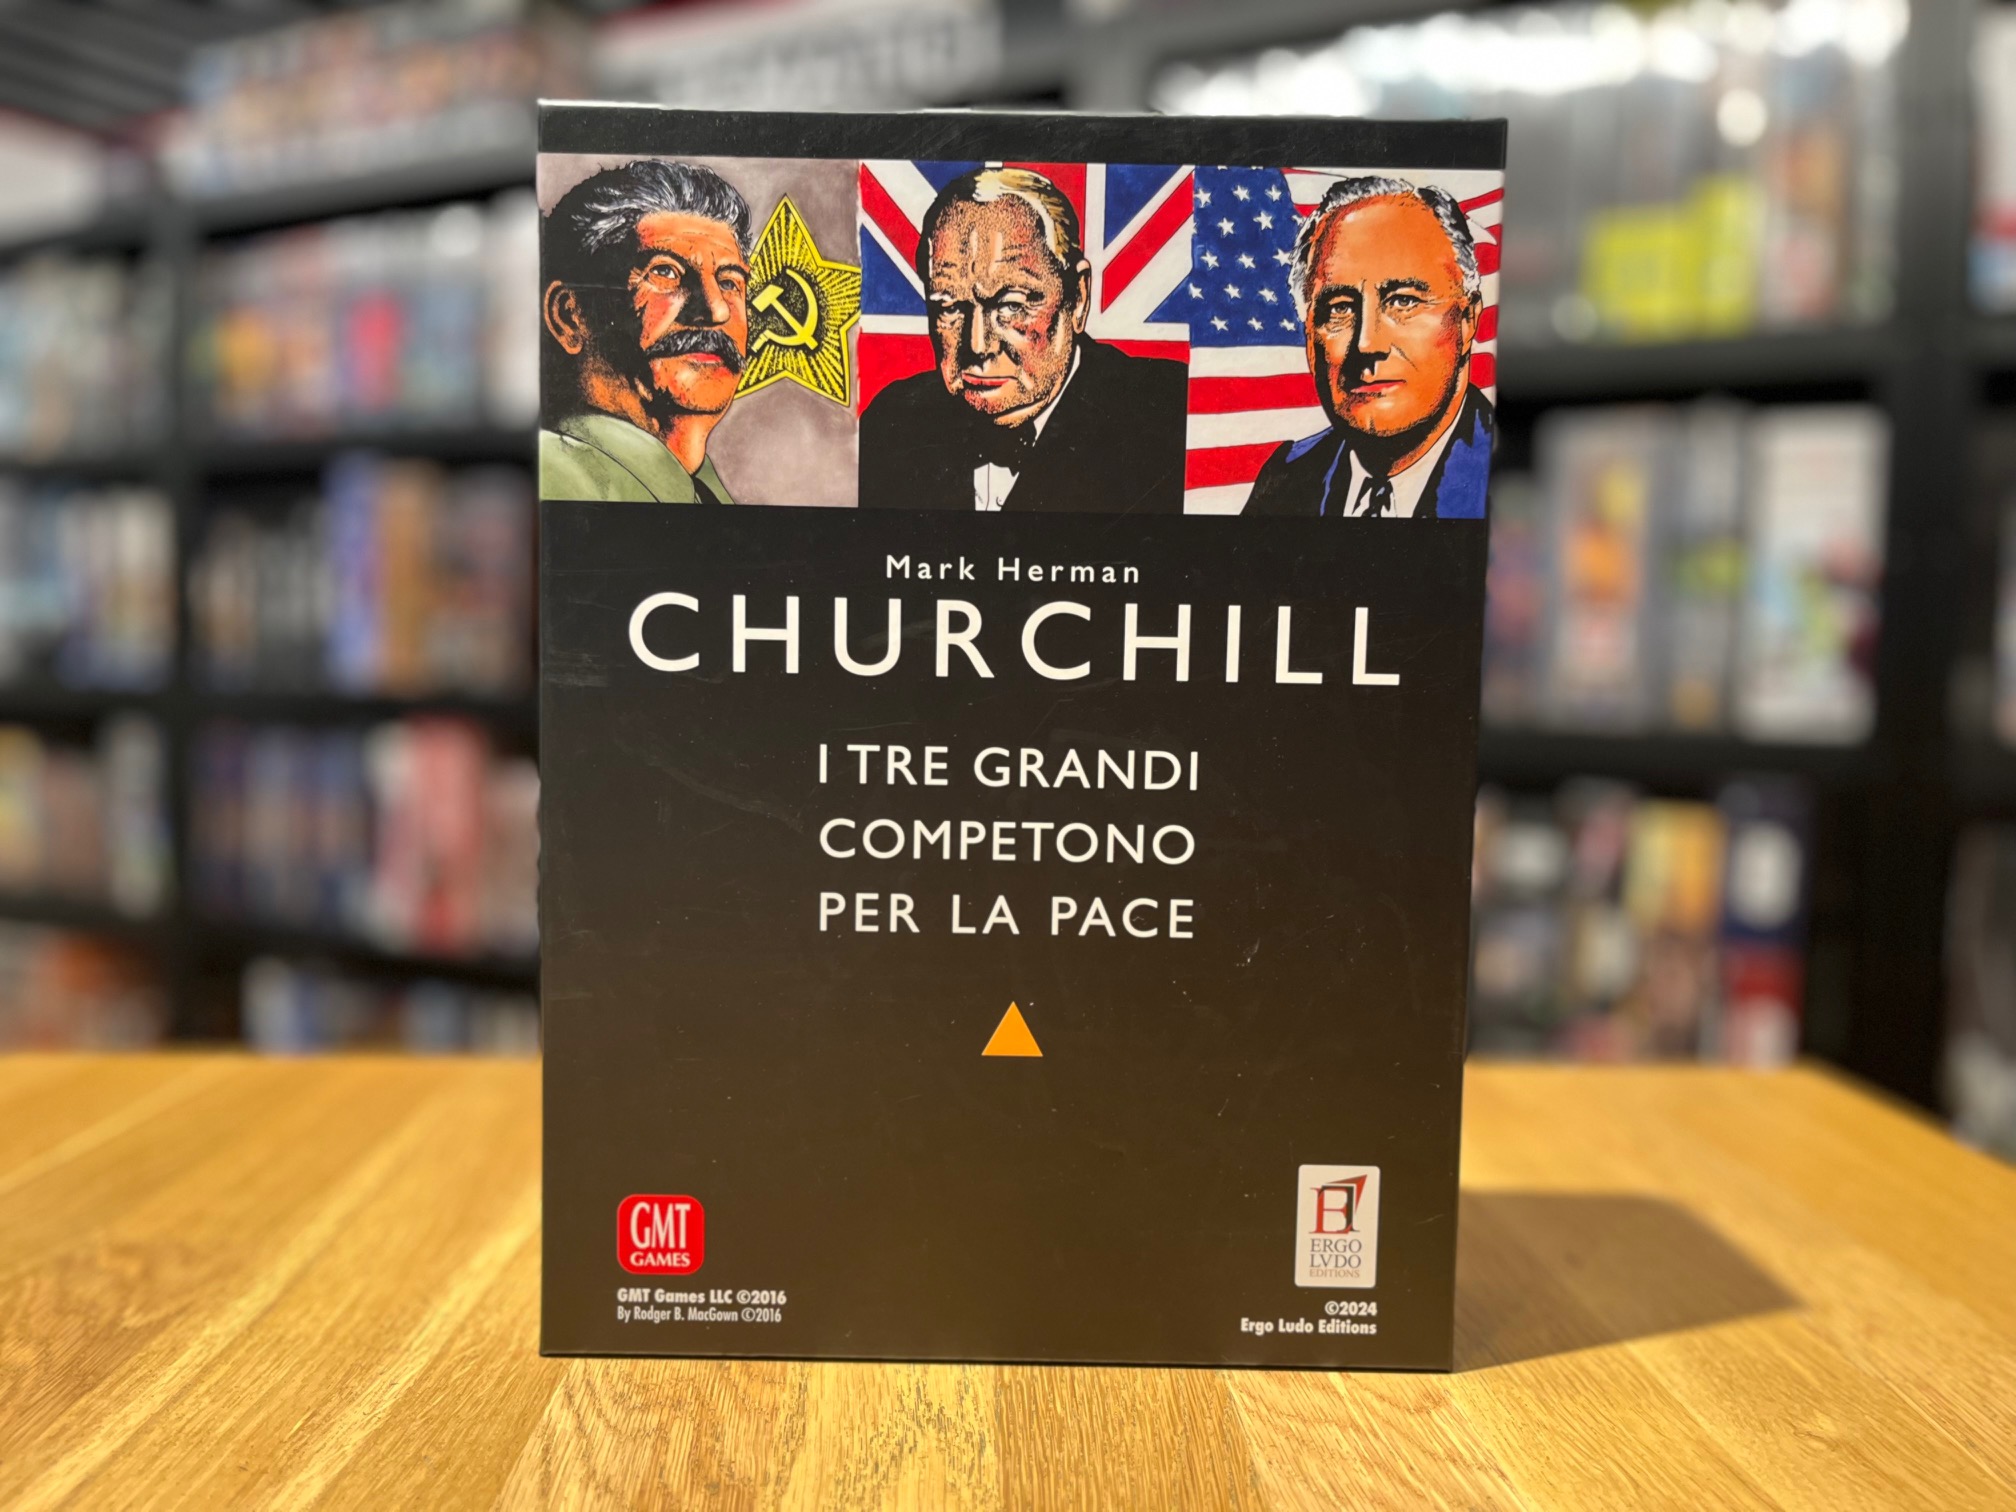 Mark Herman
CHURCHILL
I TRE GRANDI
COMPETONO
PER LA PACE
GMT
GAMES
GMT Games LLC ©2016
By Rodger B. MacGown ©2016
ERGO
LVDO
EDITIONS
©2024
Ergo Ludo Editions